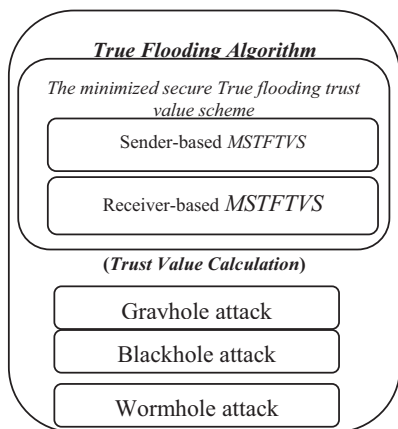 True Flooding Algorithm
The minimized secure True flooding trust
value scheme
Sender-based MSTFTVS
Receiver-based MSTFTVS
(Trust Value Calculation)
Gravhole attack
Blackhole attack
Wormhole attack